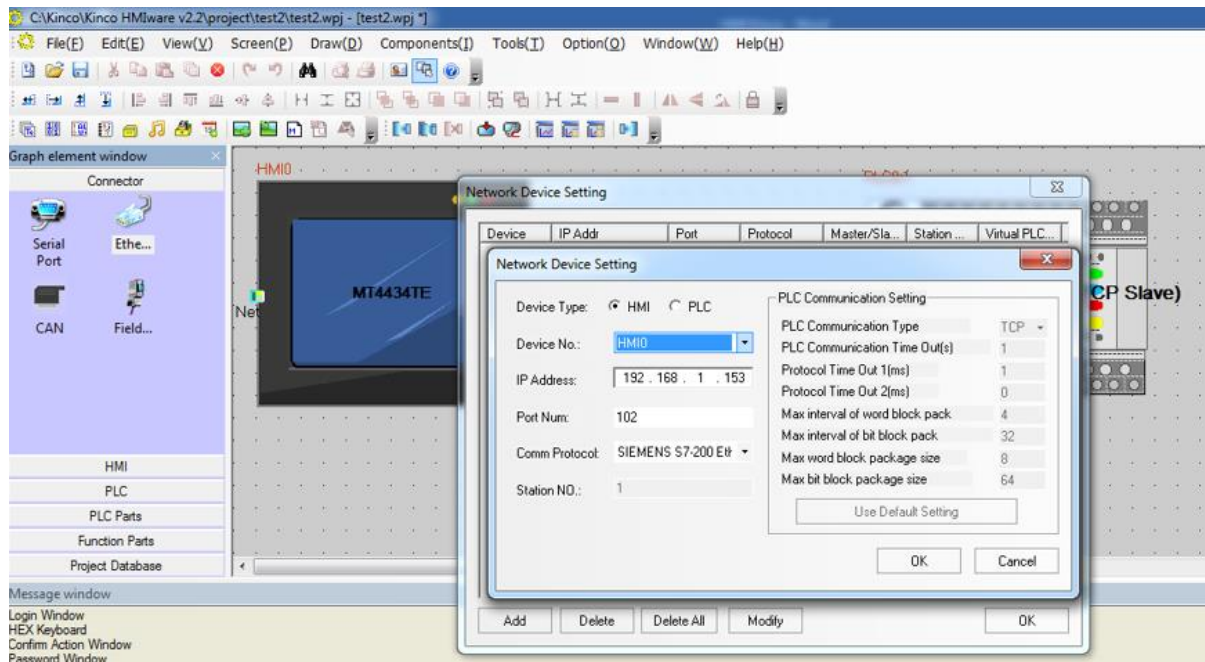 C:\Kinco\Kinco HMIware v2.2\project\test2\test2.wpj - [test2.wpj *]
File(F) Edit(E) View(V) Screen(P) Draw(D) Components(I) Tools(T) Option(O) Window(W) Help(H)
Graph element window
Connector
Serial Port
Ethe...
CAN
Field...
HMI
PLC
PLC Parts
Function Parts
Project Database
HMI0
MT4434TE
Net
CP Slave)
Network Device Setting
Device IP Addr Port Protocol Master/Sla... Station ... Virtual PLC...
Network Device Setting
Device Type: HMI PLC
Device No.: HMI0
IP Address: 192 . 168 . 1 . 153
Port Num: 102
Comm Protocol: SIEMENS S7-200 Et
Station NO.: 1
PLC Communication Setting
PLC Communication Type TCP
PLC Communication Time Out(s) 1
Protocol Time Out 1(ms) 1
Protocol Time Out 2(ms) 0
Max interval of word block pack 4
Max interval of bit block pack 32
Max word block package size 8
Max bit block package size 64
Use Default Setting
OK Cancel
Add Delete Delete All Modify OK
Message window
Login Window
HEX Keyboard
Confirm Action Window
Password Window